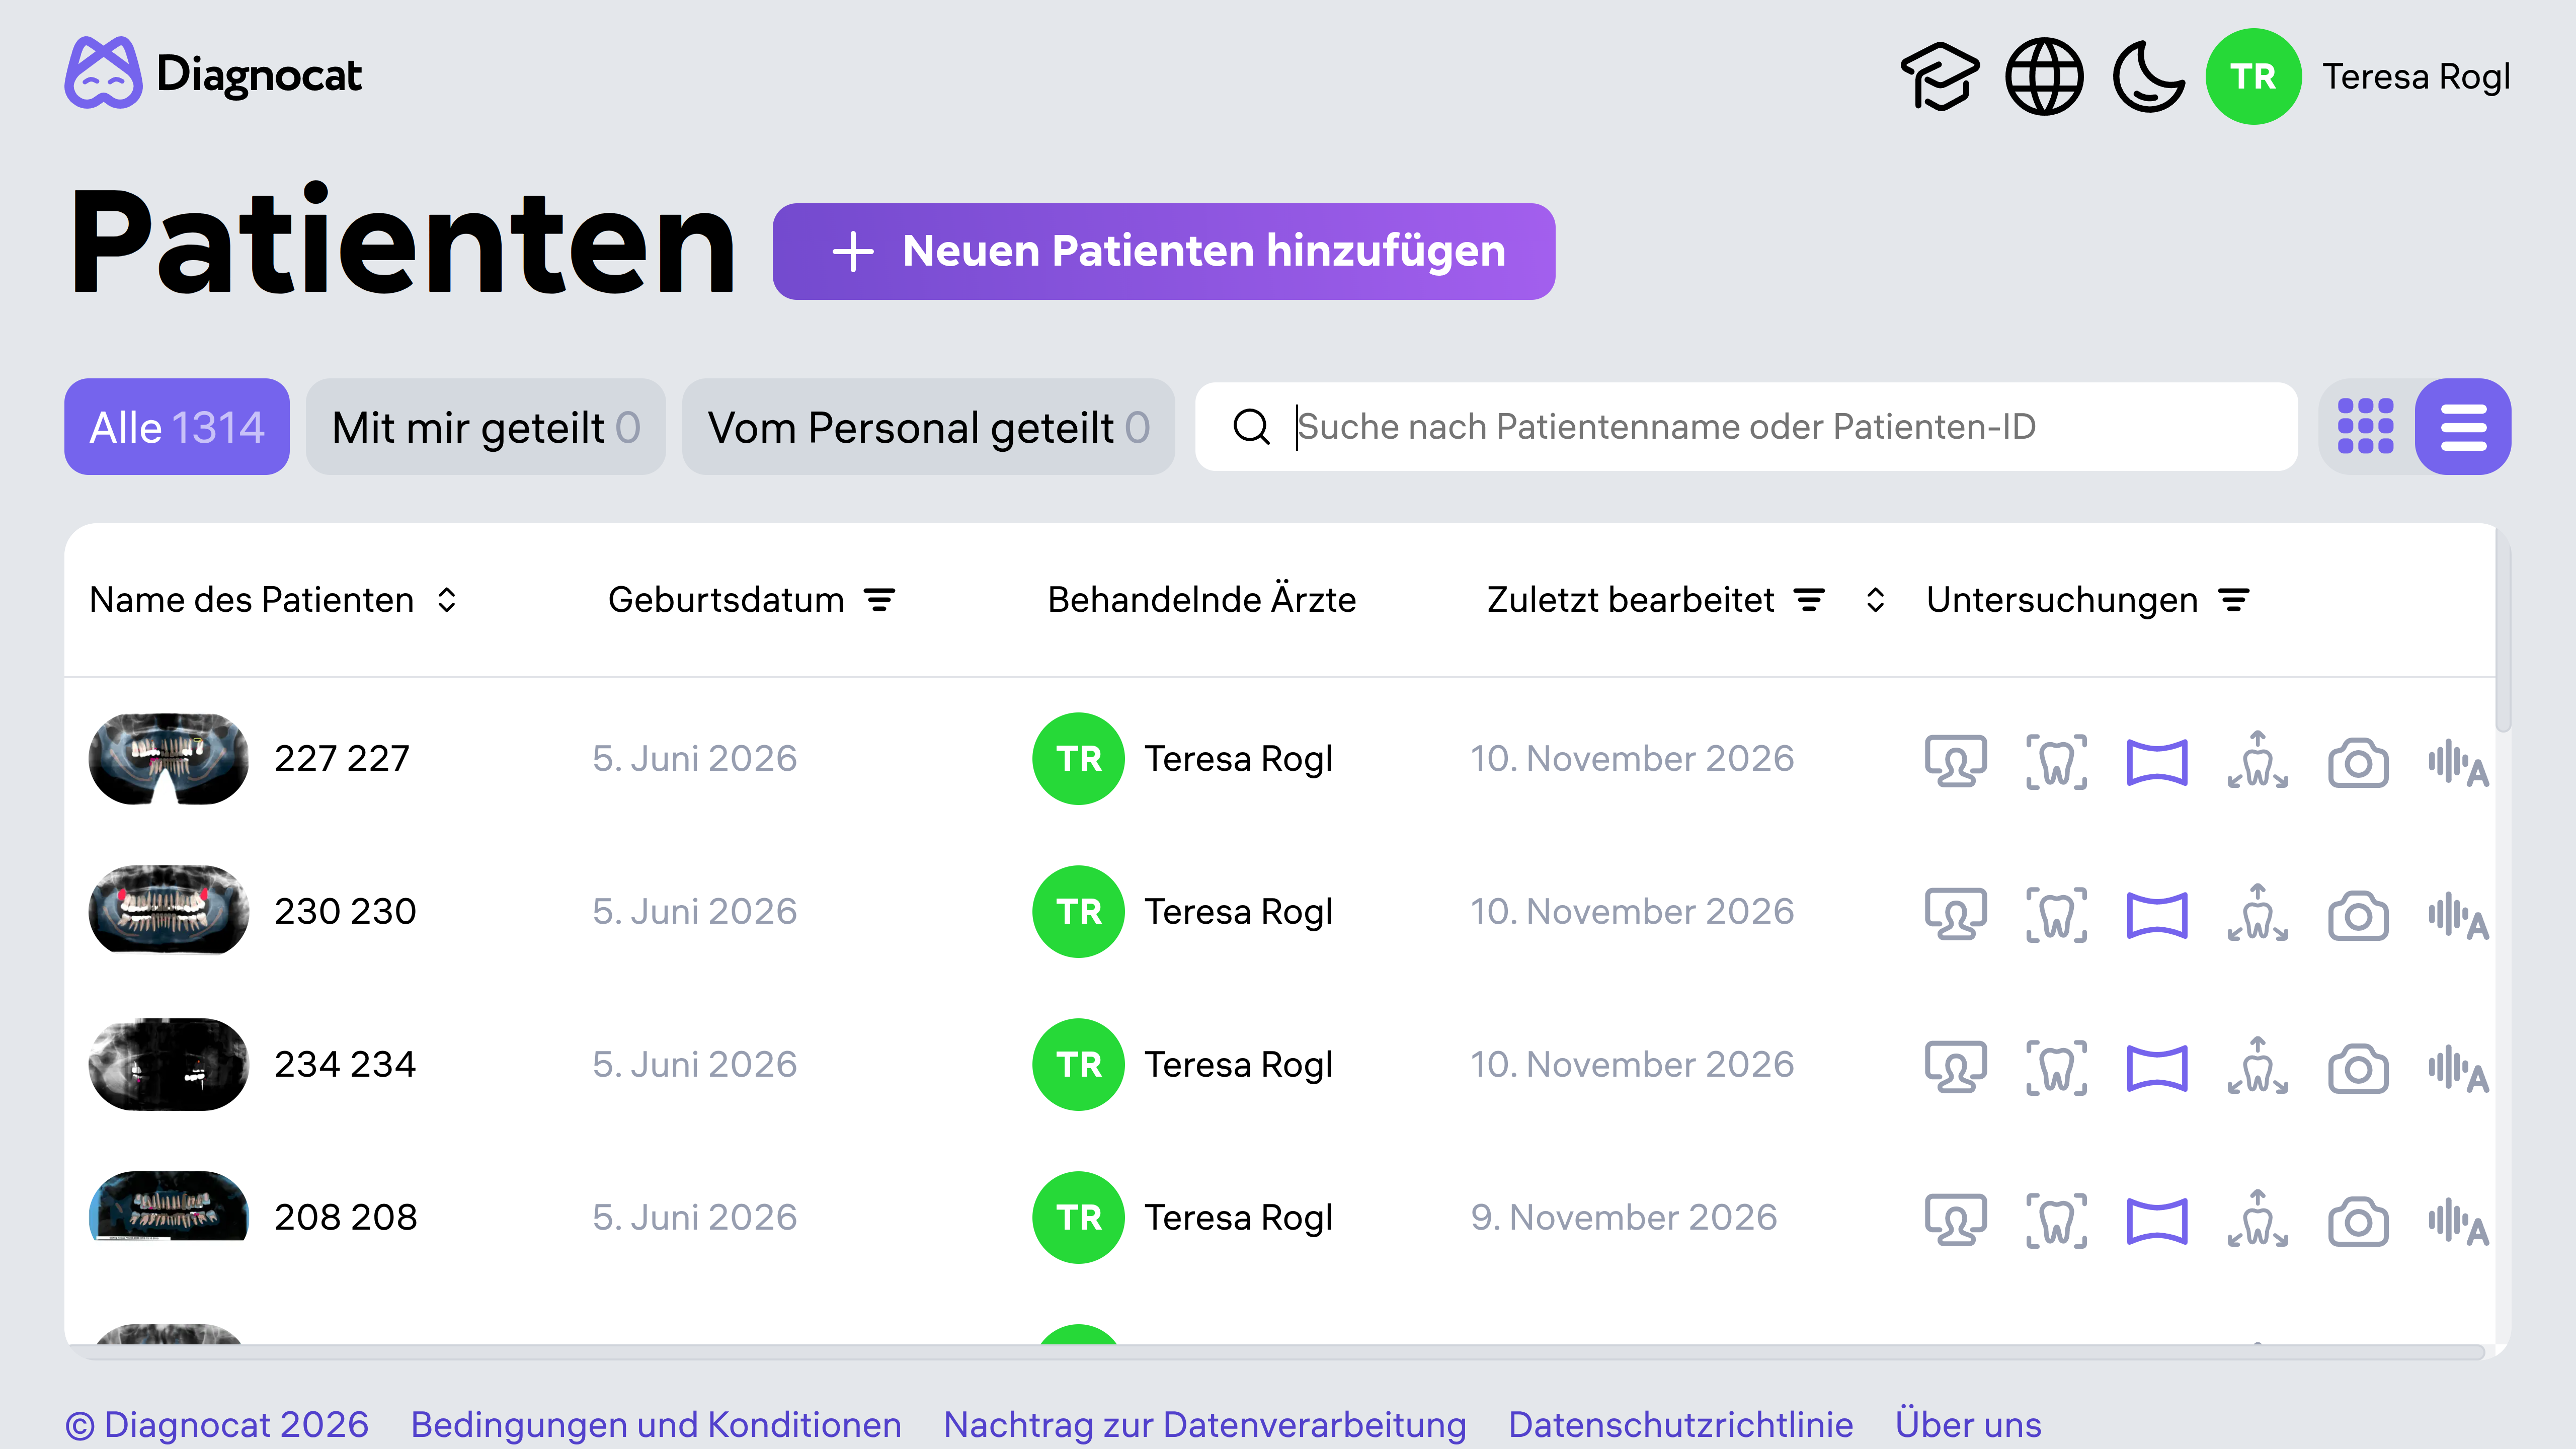 Diagnocat
TR Teresa Rogl
Patienten
+ Neuen Patienten hinzufügen
Alle 1314 Mit mir geteilt 0 Vom Personal geteilt 0 Suche nach Patientenname oder Patienten-ID
Name des Patienten Geburtsdatum Behandelnde Ärzte Zuletzt bearbeitet Untersuchungen
227 227 5. Juni 2026 TR Teresa Rogl 10. November 2026 A
230 230 5. Juni 2026 TR Teresa Rogl 10. November 2026 A
234 234 5. Juni 2026 TR Teresa Rogl 10. November 2026 A
208 208 5. Juni 2026 TR Teresa Rogl 9. November 2026 A
© Diagnocat 2026 Bedingungen und Konditionen Nachtrag zur Datenverarbeitung Datenschutzrichtlinie Über uns